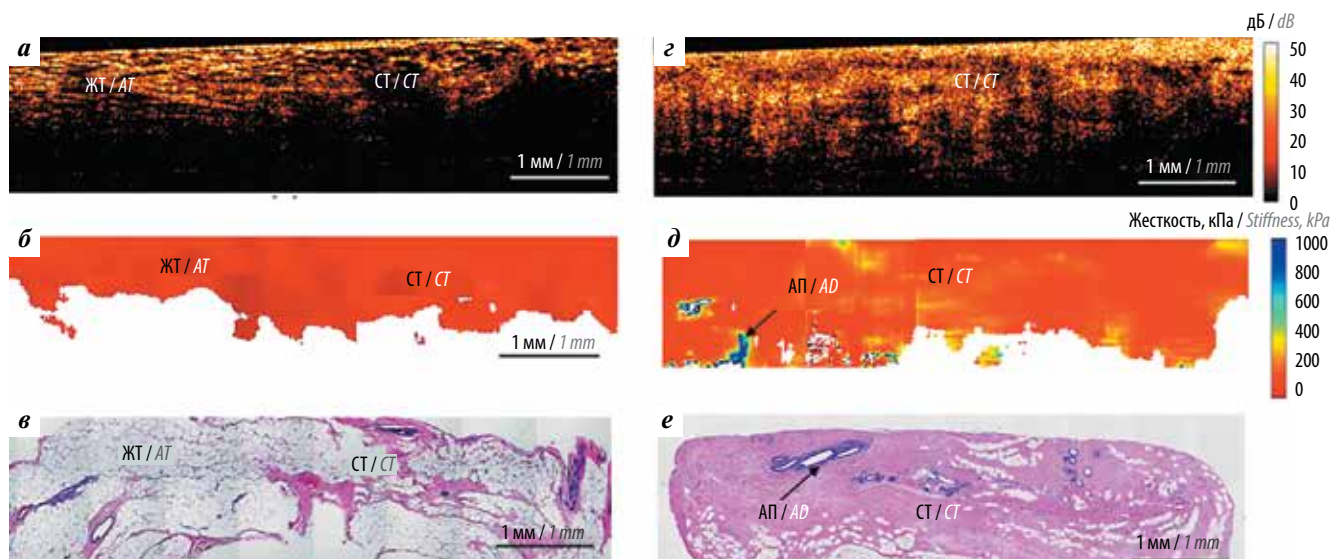 дБ / dB
а
г
50
40
30
20
10
0
ЖТ / АТ
СТ / СТ
СТ / СТ
1 мм / 1 mm
1 мм / 1 mm
Жесткость, кПа / Stiffness, kPa
б
д
1000
800
600
400
200
0
ЖТ / AT
СТ / CT
АП / AD
СТ / CT
1 мм / 1 mm
в
е
ЖТ / AT
СТ / CT
АП / AD
СТ / CT
1 мм / 1 mm
1 мм / 1 mm